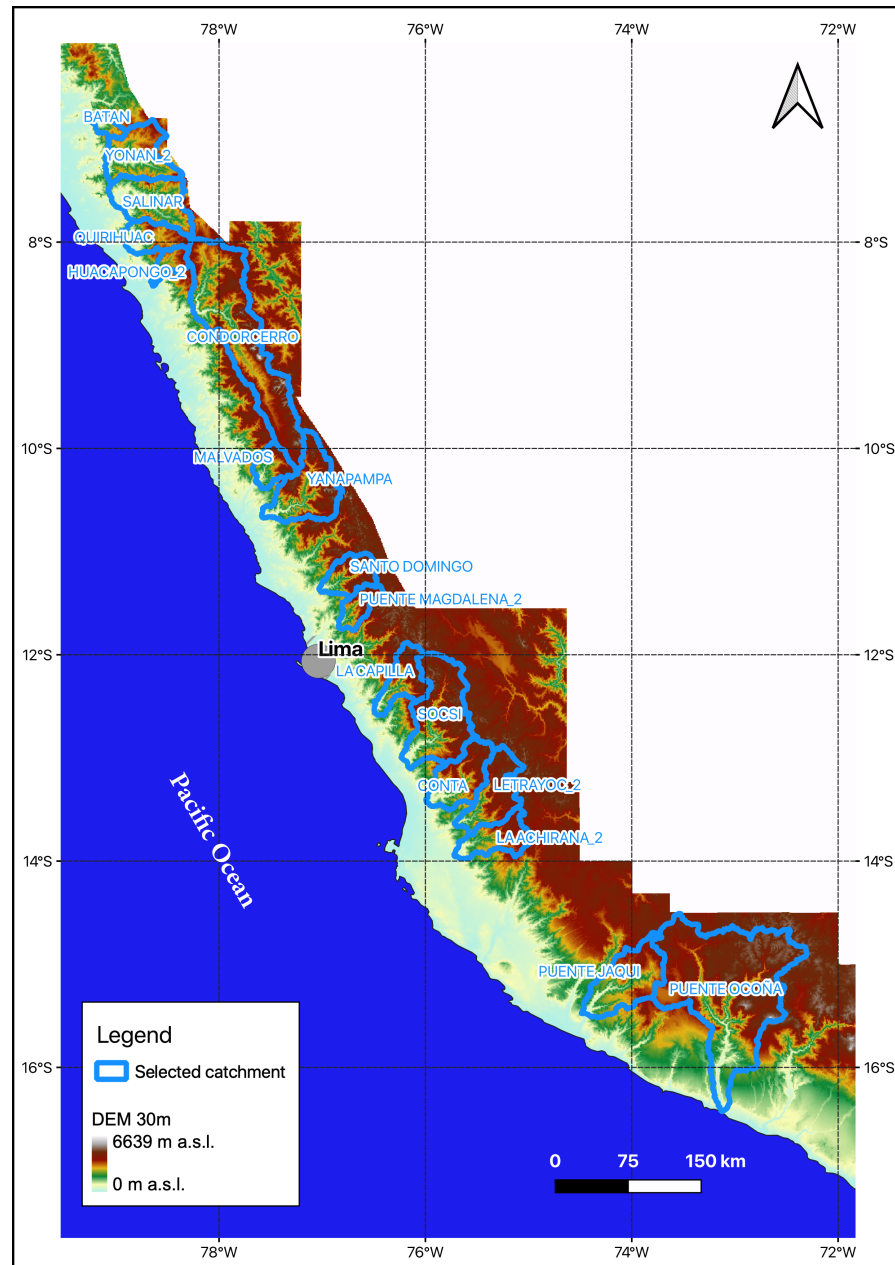 78°W 76°W 74°W 72°W
BATAN
YONAN_2
SALINAR
QUIRIHUAC
8°S 8°S
HUACAPONGO_2
CONDORCERRO
10°S 10°S
MALVADOS
YANAPAMPA
SANTO DOMINGO
PUENTE MAGDALENA_2
Lima
12°S 12°S
LA CAPILLA
SOCSI
CONTA
LETRAYOC_2
LA ACHIRANA_2
Pacific Ocean
14°S 14°S
PUENTE JAQUI
PUENTE OCOÑA
Legend
Selected catchment
16°S 16°S
DEM 30m
6639 m a.s.l.
0 m a.s.l.
0 75 150 km
78°W 76°W 74°W 72°W